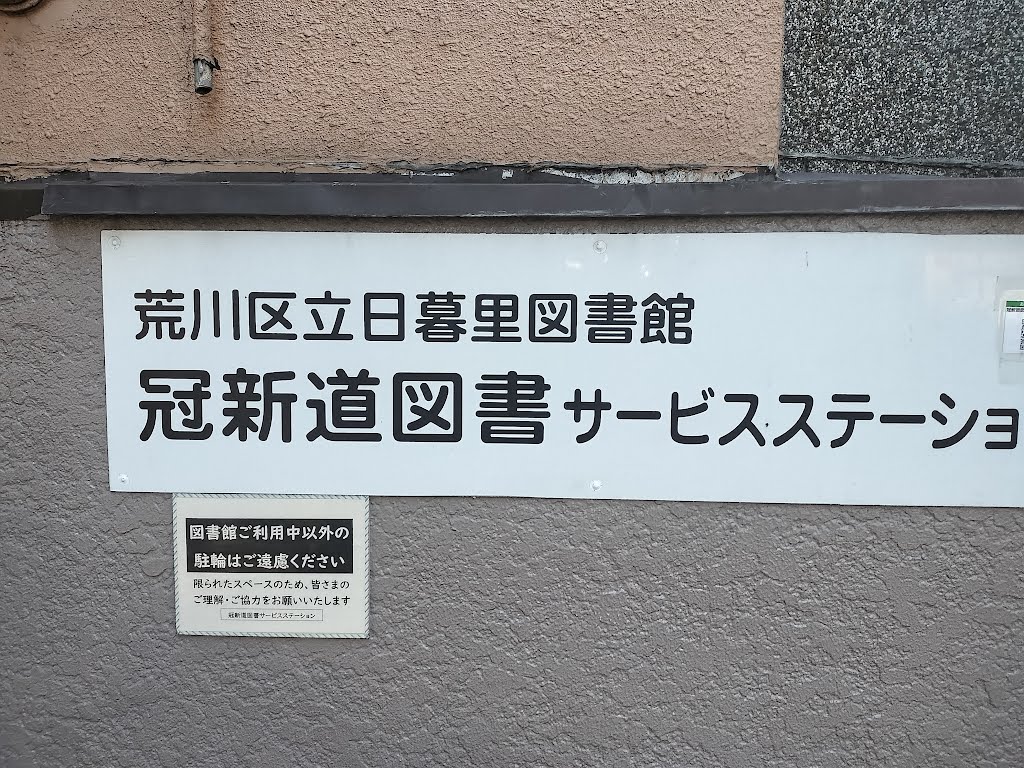 荒川区立日暮里図書館
冠新道図書サービスステーショ
図書館ご利用中以外の
駐輪はご遠慮ください
限られたスペースのため、皆さまの
ご理解・ご協力をお願いいたします
冠新道図書サービスステーション